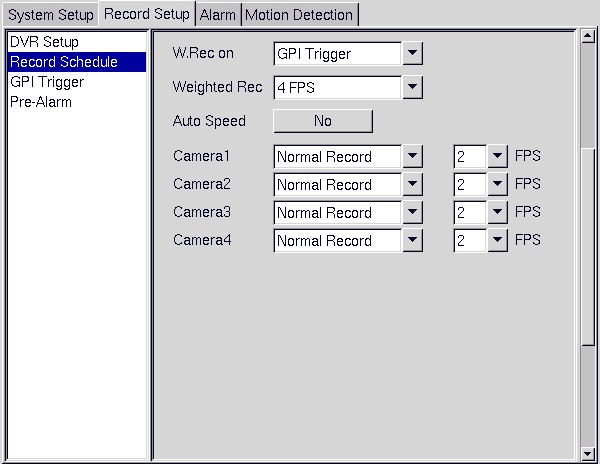 System Setup Record Setup Alarm Motion Detection
DVR Setup
Record Schedule
GPI Trigger
Pre-Alarm
W.Rec on GPI Trigger
Weighted Rec 4 FPS
Auto Speed No
Camera1 Normal Record 2 FPS
Camera2 Normal Record 2 FPS
Camera3 Normal Record 2 FPS
Camera4 Normal Record 2 FPS